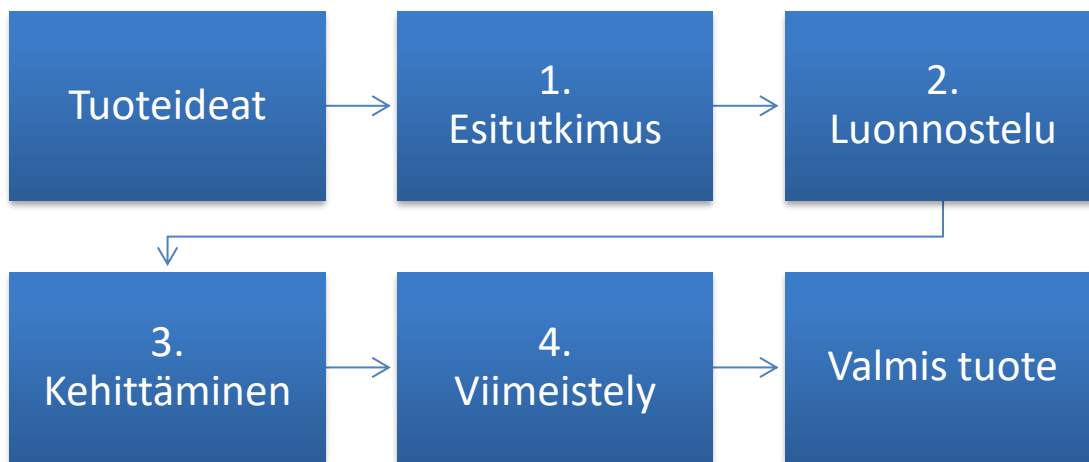 Tuoteideat
1.
Esitutkimus
2.
Luonnostelu
3.
Kehittäminen
4.
Viimeistely
Valmis tuote